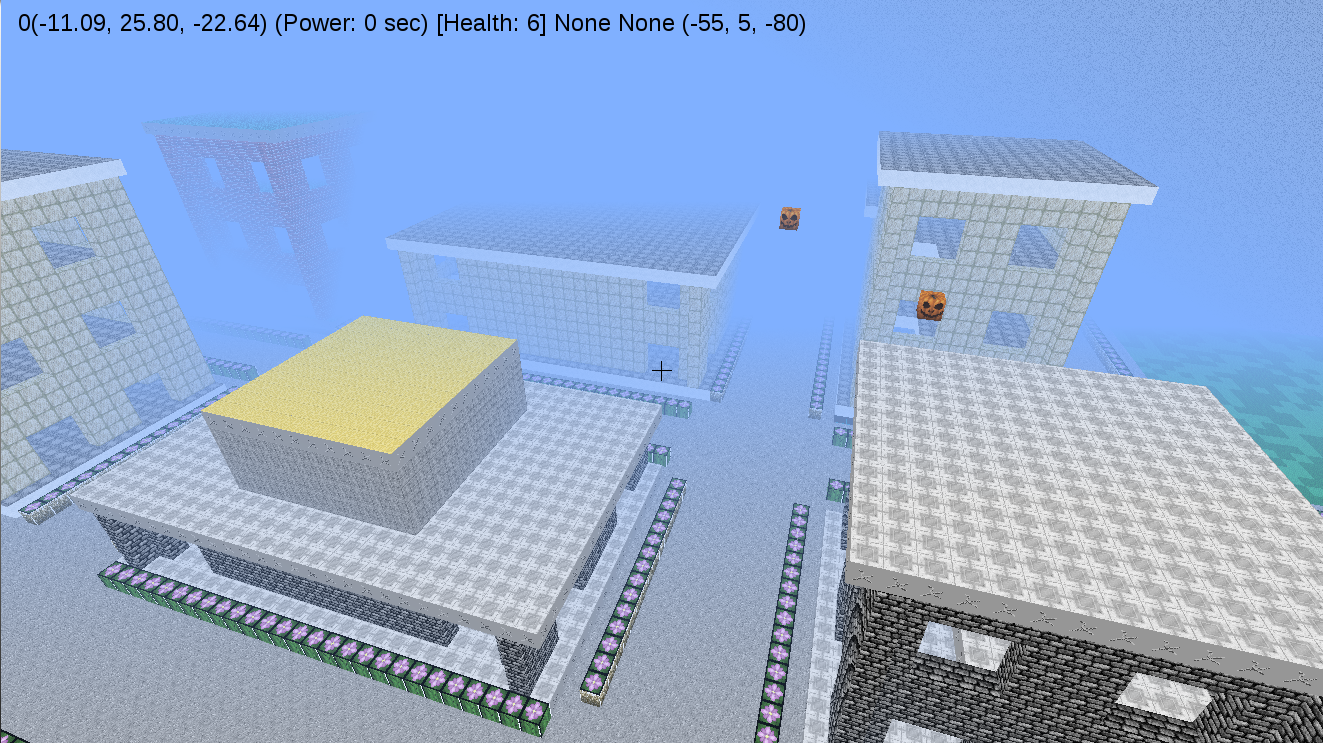 0(-11.09, 25.80, -22.64) (Power: 0 sec) [Health: 6] None None (-55, 5, -80)